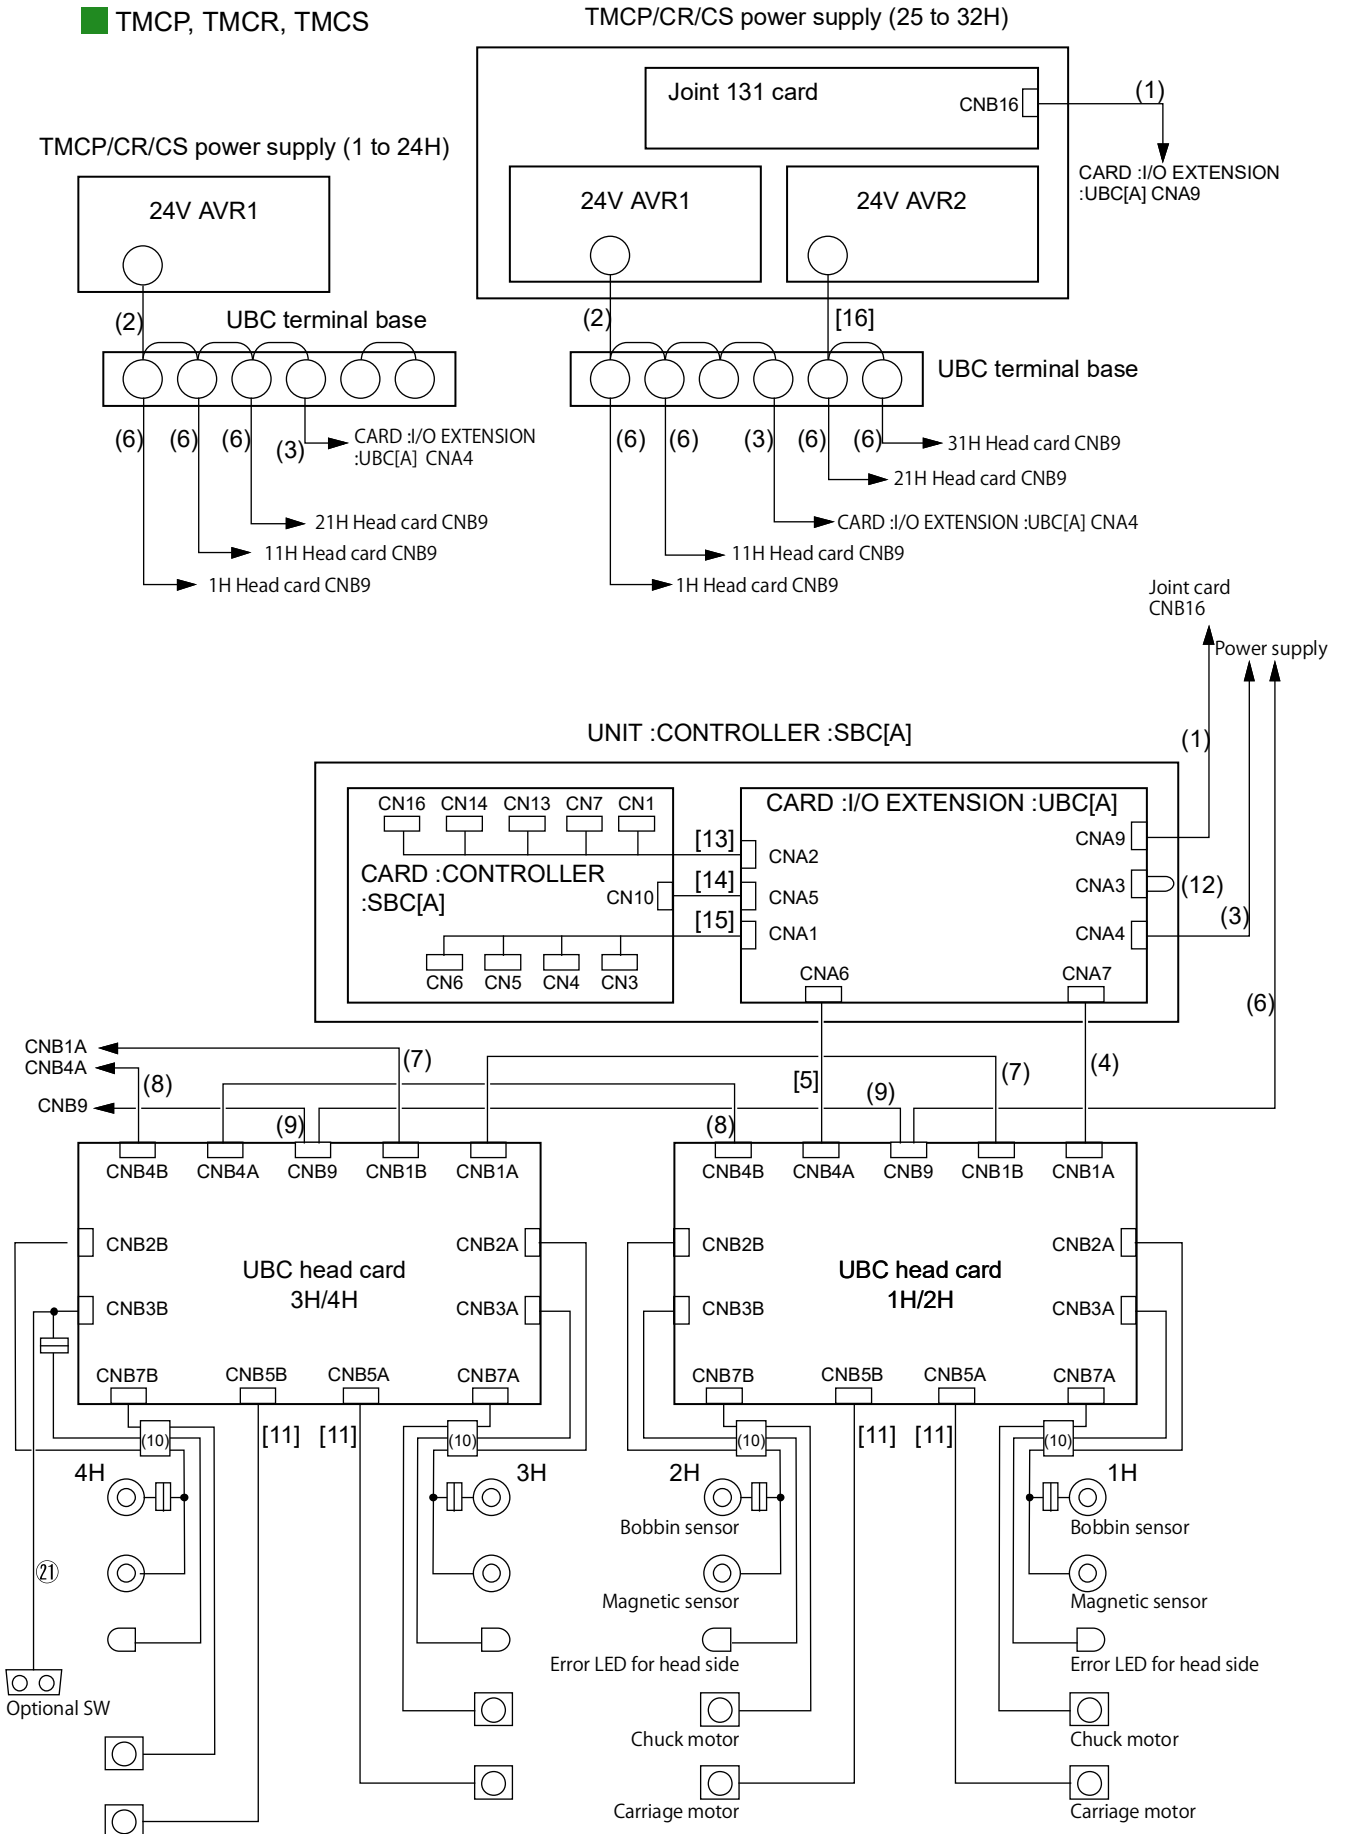 TMCP, TMCR, TMCS
TMCP/CR/CS power supply (25 to 32H)
Joint 131 card
CNB16
(1)
CARD :I/O EXTENSION
:UBC[A] CNA9
TMCP/CR/CS power supply (1 to 24H)
24V AVR1
24V AVR1
24V AVR2
(2)
UBC terminal base
(2)
[16]
UBC terminal base
(6)
(6)
(6)
(3)
CARD :I/O EXTENSION
:UBC[A] CNA4
21H Head card CNB9
11H Head card CNB9
1H Head card CNB9
(6)
(6)
(3)
(6)
(6)
31H Head card CNB9
21H Head card CNB9
CARD :I/O EXTENSION :UBC[A] CNA4
11H Head card CNB9
1H Head card CNB9
Joint card
CNB16
Power supply
(1)
UNIT :CONTROLLER :SBC[A]
CN16
CN14
CN13
CN7
CN1
CARD :CONTROLLER
:SBC[A]
CN10
CN6
CN5
CN4
CN3
[13]
[14]
[15]
CARD :I/O EXTENSION :UBC[A]
CNA2
CNA5
CNA1
CNA9
CNA3
CNA4
CNA6
CNA7
(12)
(3)
(6)
CNB1A
CNB4A
CNB9
(8)
(7)
(9)
[5]
(9)
(7)
(4)
(8)
CNB4B
CNB4A
CNB9
CNB1B
CNB1A
CNB2B
CNB2A
UBC head card
3H/4H
CNB3B
CNB3A
CNB7B
CNB5B
CNB5A
CNB7A
(10)
[11]
[11]
(10)
4H
3H
㉑
Optional SW
CNB4B
CNB4A
CNB9
CNB1B
CNB1A
CNB2B
CNB2A
UBC head card
1H/2H
CNB3B
CNB3A
CNB7B
CNB5B
CNB5A
CNB7A
(10)
[11]
[11]
(10)
2H
1H
Bobbin sensor
Bobbin sensor
Magnetic sensor
Magnetic sensor
Error LED for head side
Error LED for head side
Chuck motor
Chuck motor
Carriage motor
Carriage motor